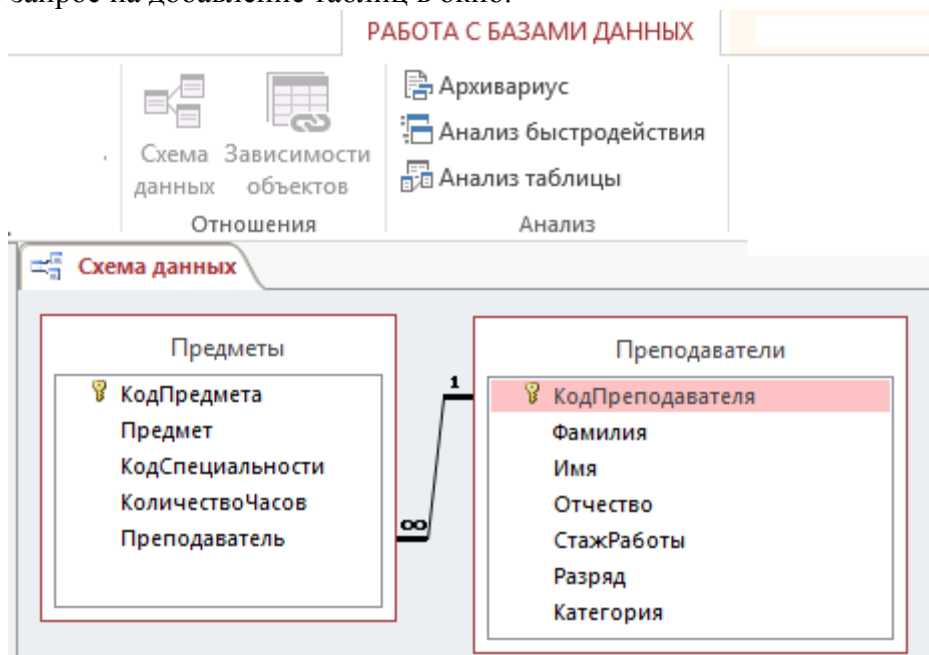 запрос на добавление таблиц в окно.
РАБОТА С БАЗАМИ ДАННЫХ
Схема данных
Зависимости объектов
Отношения
Архивариус
Анализ быстродействия
Анализ таблицы
Анализ
Схема данных
Предметы
КодПредмета
Предмет
КодСпециальности
КоличествоЧасов
Преподаватель
1
∞
Преподаватели
КодПреподавателя
Фамилия
Имя
Отчество
СтажРаботы
Разряд
Категория